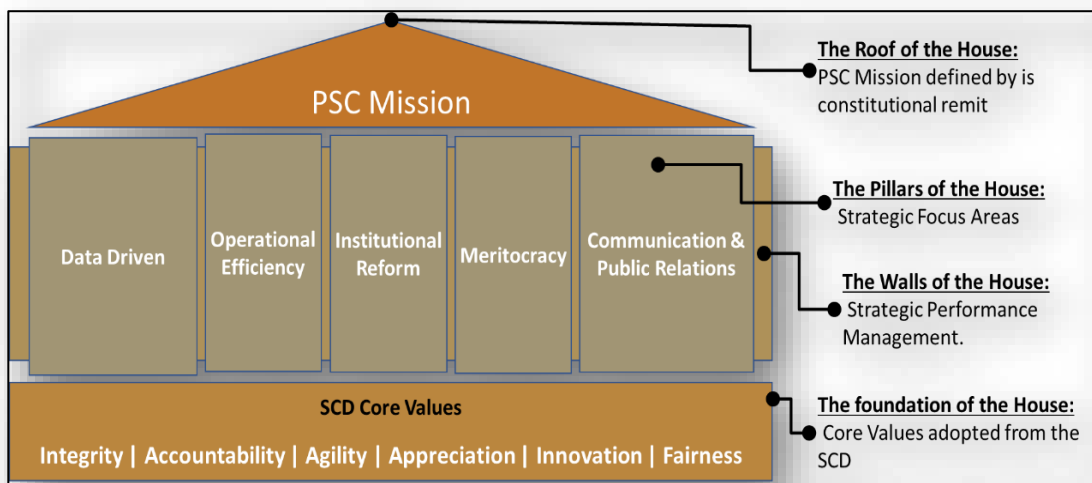 PSC Mission
Data Driven
Operational
Efficiency
Institutional
Reform
Meritocracy
Communication &
Public Relations
SCD Core Values
Integrity | Accountability | Agility | Appreciation | Innovation | Fairness
The Roof of the House:
PSC Mission defined by is
constitutional remit
The Pillars of the House:
Strategic Focus Areas
The Walls of the House:
Strategic Performance
Management.
The foundation of the House:
Core Values adopted from the
SCD